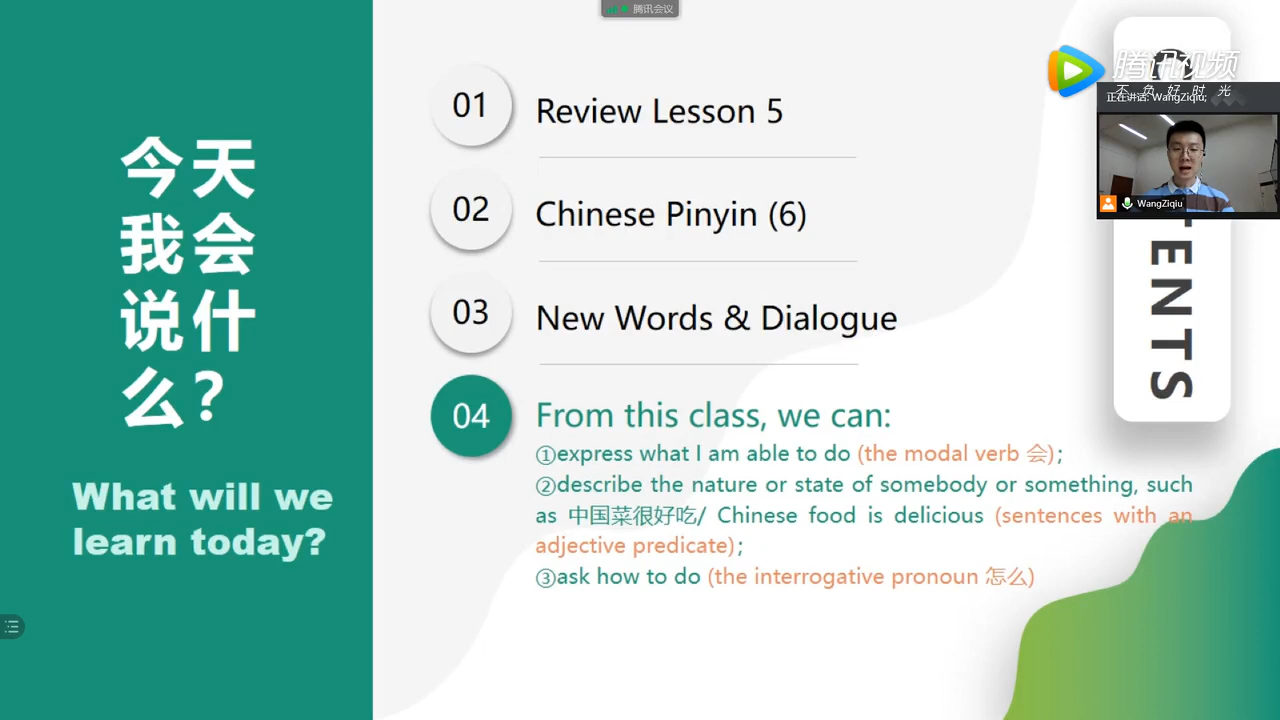 腾讯会议
今天
我会
说什
么?
What will we
learn today?
01
Review Lesson 5
02
Chinese Pinyin (6)
03
New Words & Dialogue
04
From this class, we can:
①express what I am able to do (the modal verb 会);
②describe the nature or state of somebody or something, such
as 中国菜很好吃/ Chinese food is delicious (sentences with an
adjective predicate);
③ask how to do (the interrogative pronoun 怎么)
腾讯视频
不负好时光
正在讲话: WangZiqiu;
WangZiqiu
TENTS